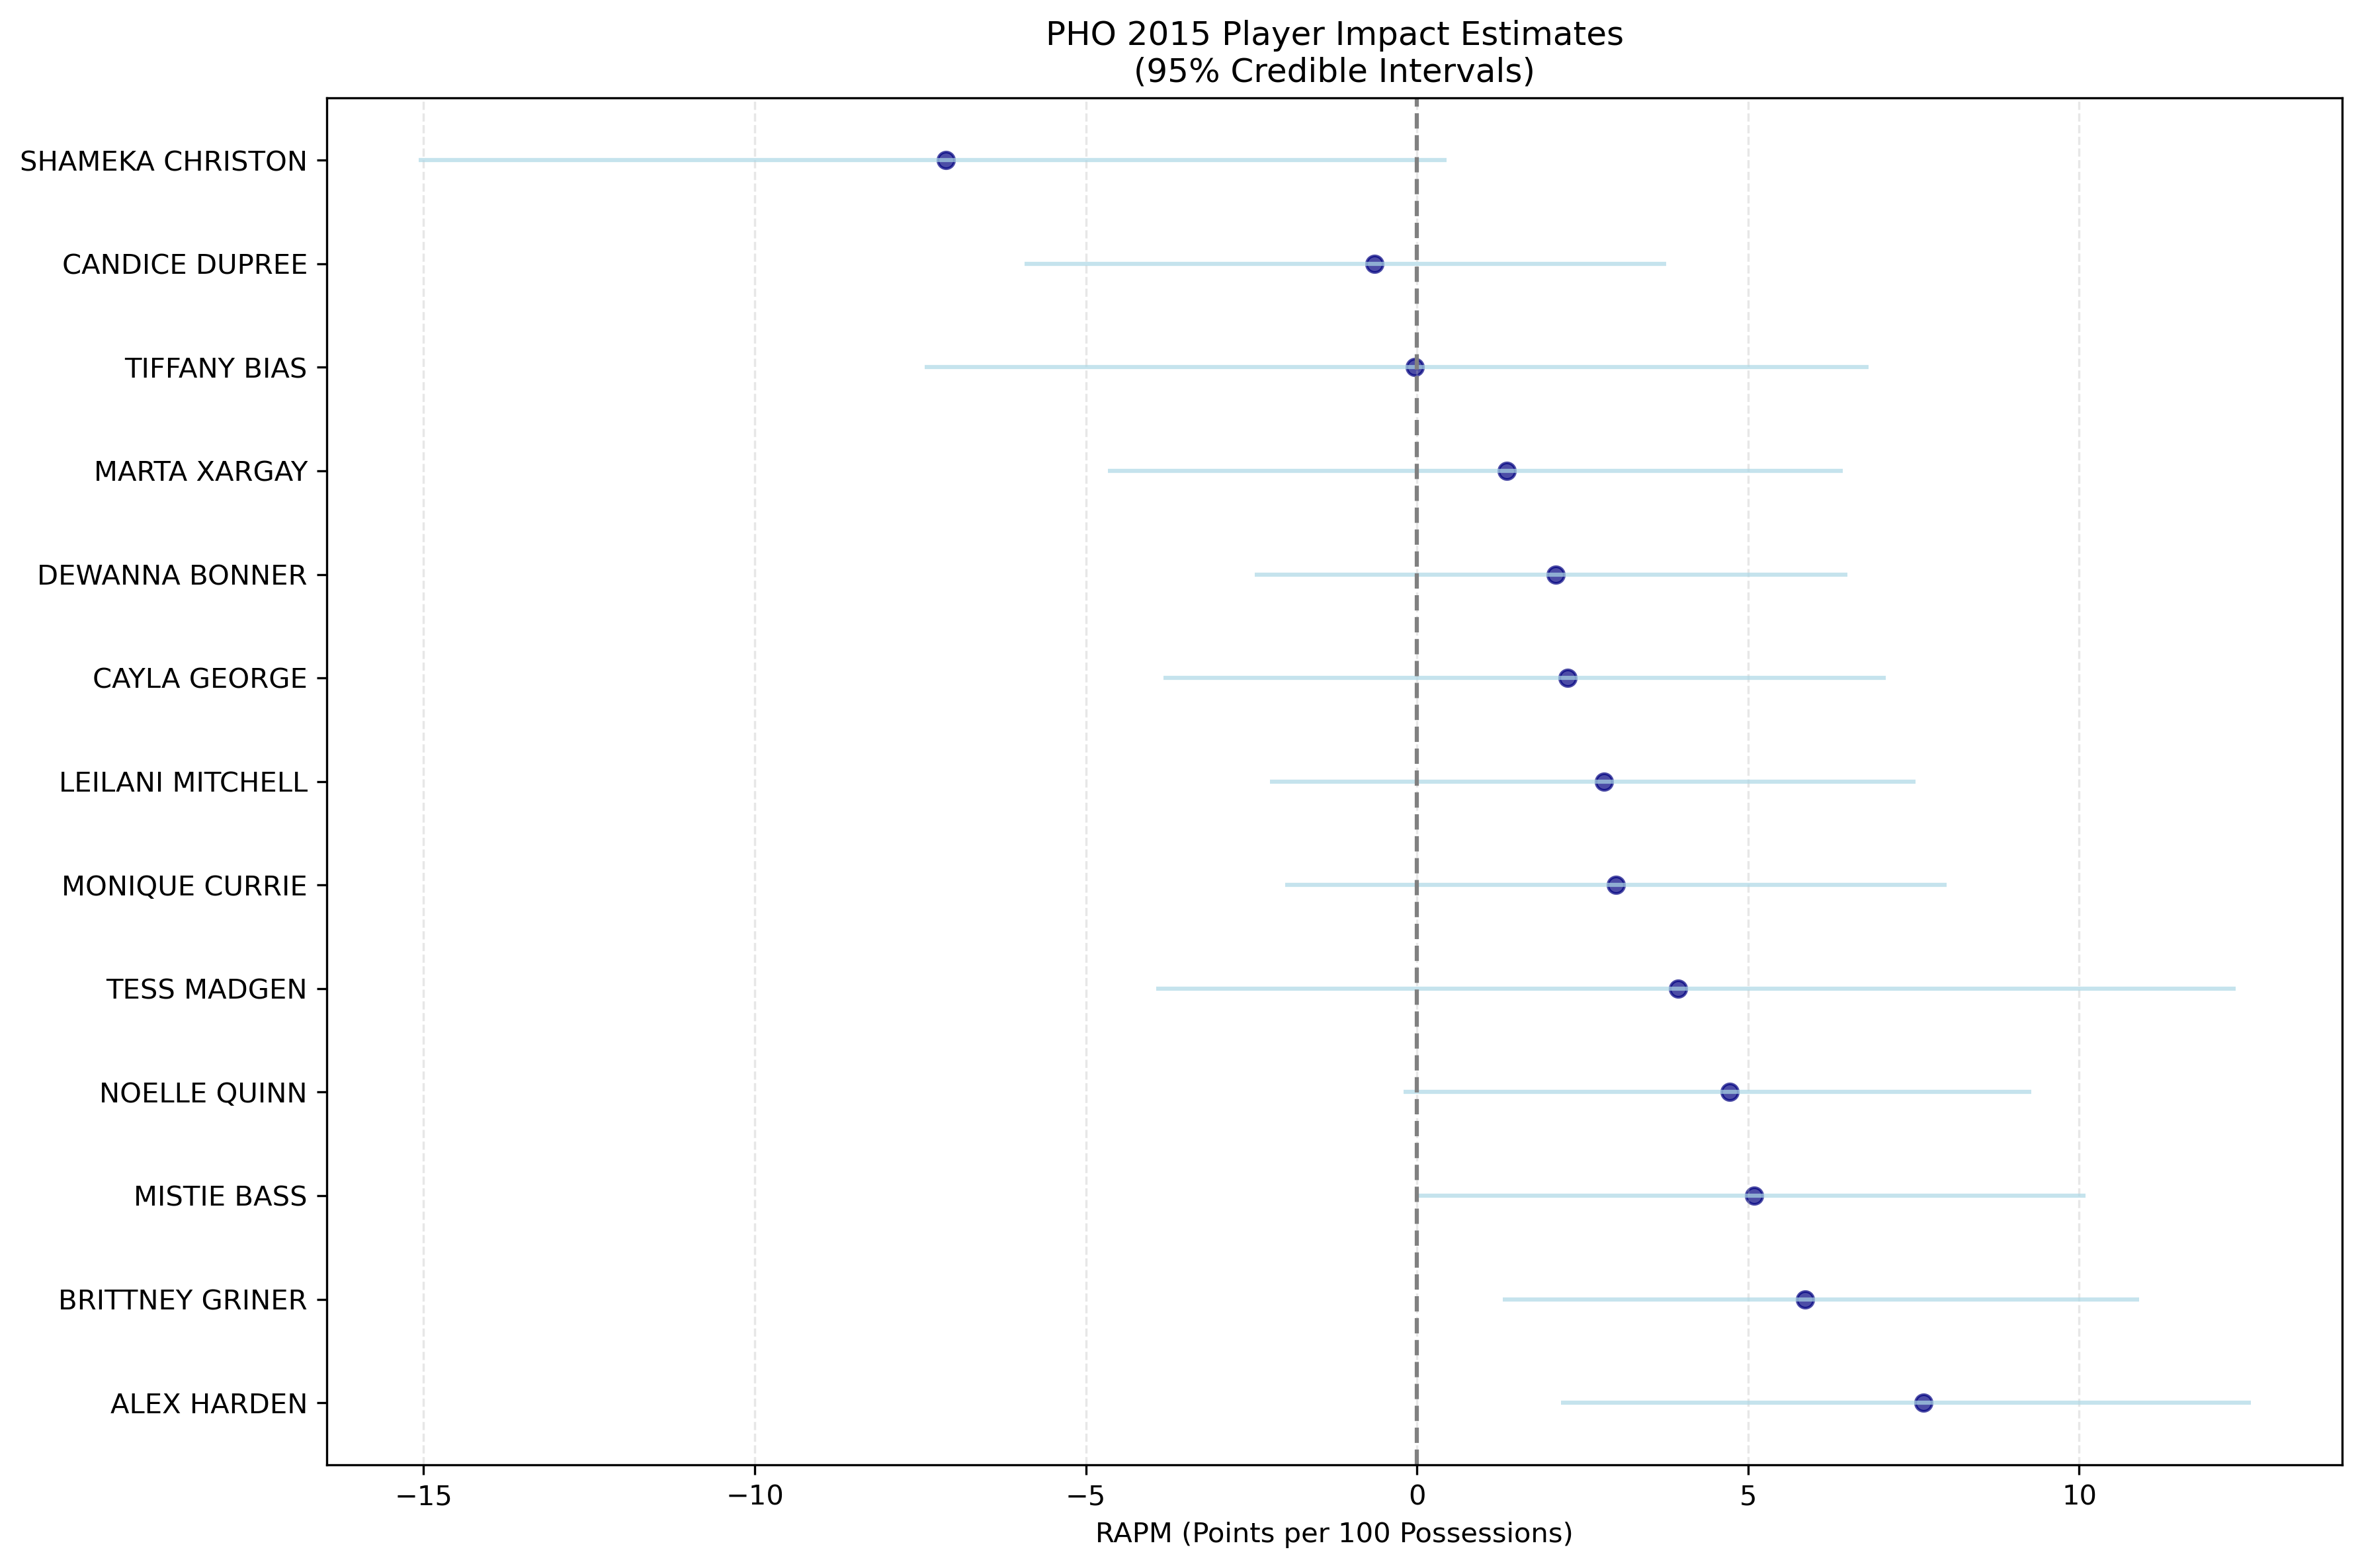 PHO 2015 Player Impact Estimates
(95% Credible Intervals)
SHAMEKA CHRISTON
CANDICE DUPREE
TIFFANY BIAS
MARTA XARGAY
DEWANNA BONNER
CAYLA GEORGE
LEILANI MITCHELL
MONIQUE CURRIE
TESS MADGEN
NOELLE QUINN
MISTIE BASS
BRITTNEY GRINER
ALEX HARDEN
−15 −10 −5 0 5 10
RAPM (Points per 100 Possessions)